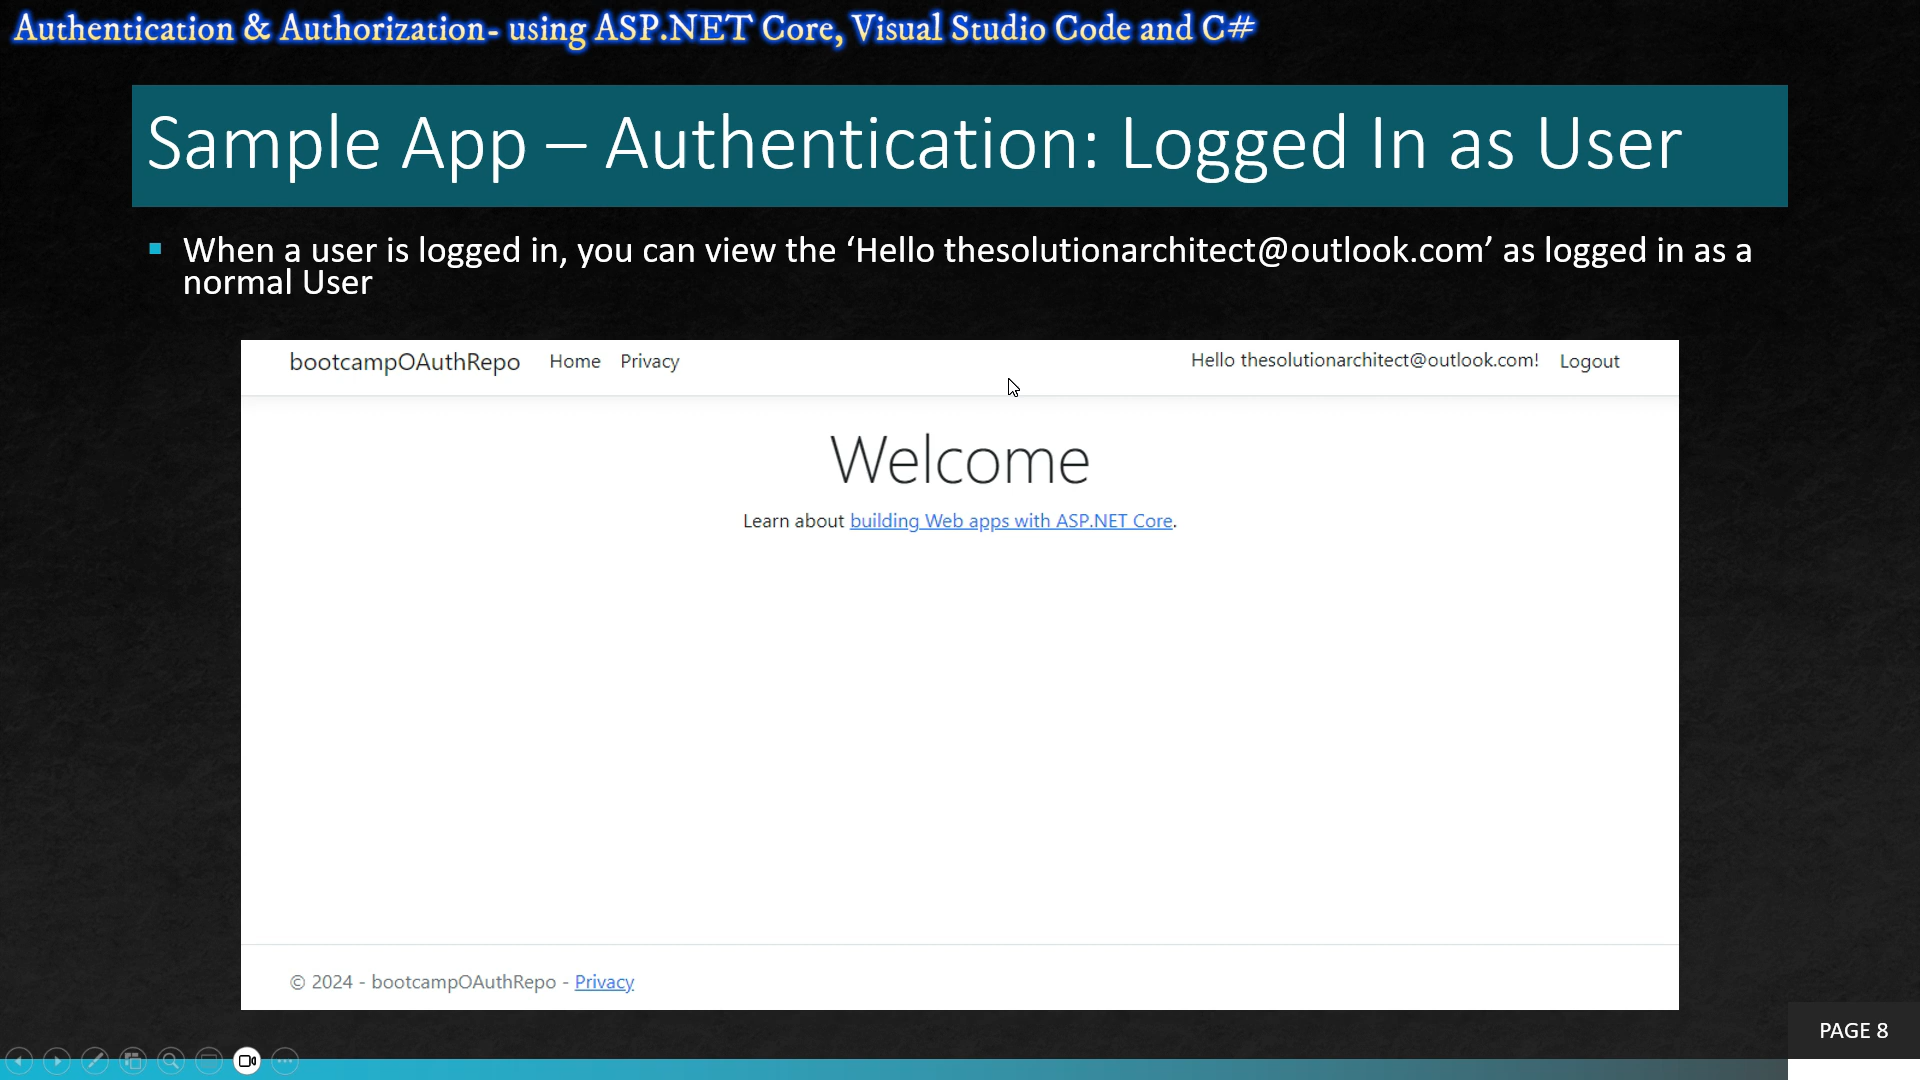 Authentication & Authorization- using ASP.NET Core, Visual Studio Code and C#
Sample App – Authentication: Logged In as User
When a user is logged in, you can view the ‘Hello thesolutionarchitect@outlook.com’ as logged in as a
normal User
bootcampOAuthRepo Home Privacy Hello thesolutionarchitect@outlook.com! Logout
Welcome
Learn about building Web apps with ASP.NET Core.
© 2024 - bootcampOAuthRepo - Privacy
PAGE 8